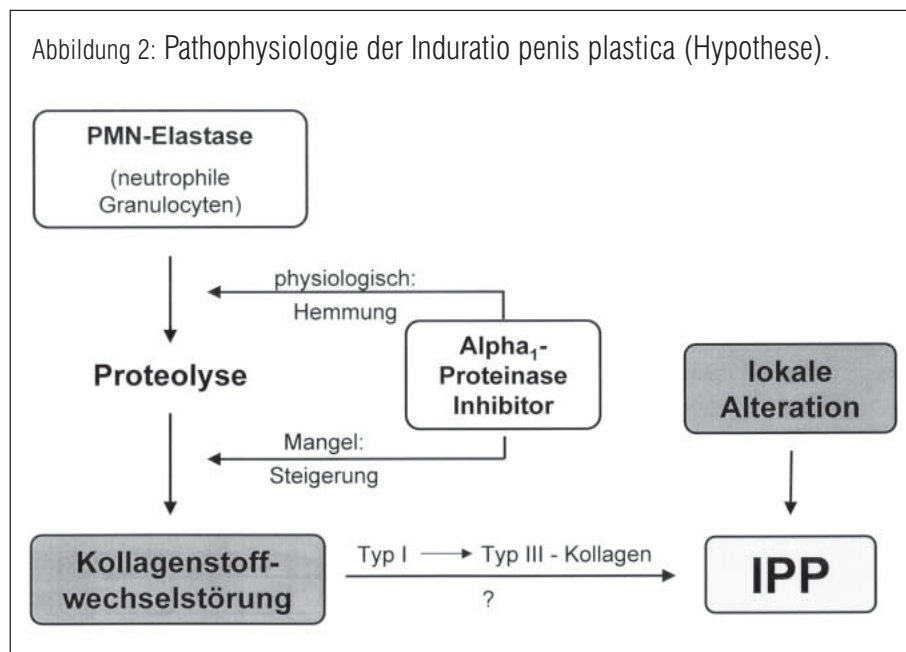 Abbildung 2: Pathophysiologie der Induratio penis plastica (Hypothese).
PMN-Elastase
(neutrophile
Granulocyten)
physiologisch:
Hemmung
Alpha₁-
Proteinase
Inhibitor
lokale
Alteration
Proteolyse
Mangel:
Steigerung
Kollagenstoff-
wechselstörung
Typ I → Typ III - Kollagen
?
IPP